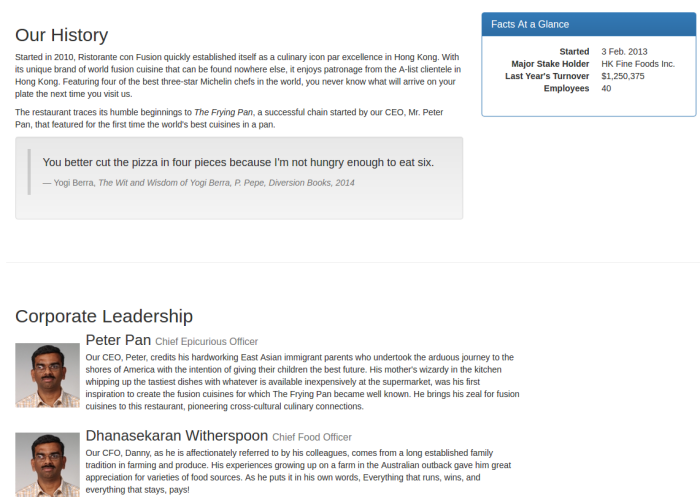 Our History
Started in 2010, Ristorante con Fusion quickly established itself as a culinary icon par excellence in Hong Kong. With
its unique brand of world fusion cuisine that can be found nowhere else, it enjoys patronage from the A-list clientele in
Hong Kong. Featuring four of the best three-star Michelin chefs in the world, you never know what will arrive on your
plate the next time you visit us.
The restaurant traces its humble beginnings to The Frying Pan, a successful chain started by our CEO, Mr. Peter
Pan, that featured for the first time the world's best cuisines in a pan.
You better cut the pizza in four pieces because I'm not hungry enough to eat six.
— Yogi Berra, The Wit and Wisdom of Yogi Berra, P. Pepe, Diversion Books, 2014
Facts At a Glance
Started 3 Feb. 2013
Major Stake Holder HK Fine Foods Inc.
Last Year's Turnover $1,250,375
Employees 40
Corporate Leadership
Peter Pan Chief Epicurious Officer
Our CEO, Peter, credits his hardworking East Asian immigrant parents who undertook the arduous journey to the
shores of America with the intention of giving their children the best future. His mother's wizardy in the kitchen
whipping up the tastiest dishes with whatever is available inexpensively at the supermarket, was his first
inspiration to create the fusion cuisines for which The Frying Pan became well known. He brings his zeal for fusion
cuisines to this restaurant, pioneering cross-cultural culinary connections.
Dhanasekaran Witherspoon Chief Food Officer
Our CFO, Danny, as he is affectionately referred to by his colleagues, comes from a long established family
tradition in farming and produce. His experiences growing up on a farm in the Australian outback gave him great
appreciation for varieties of food sources. As he puts it in his own words, Everything that runs, wins, and
everything that stays, pays!